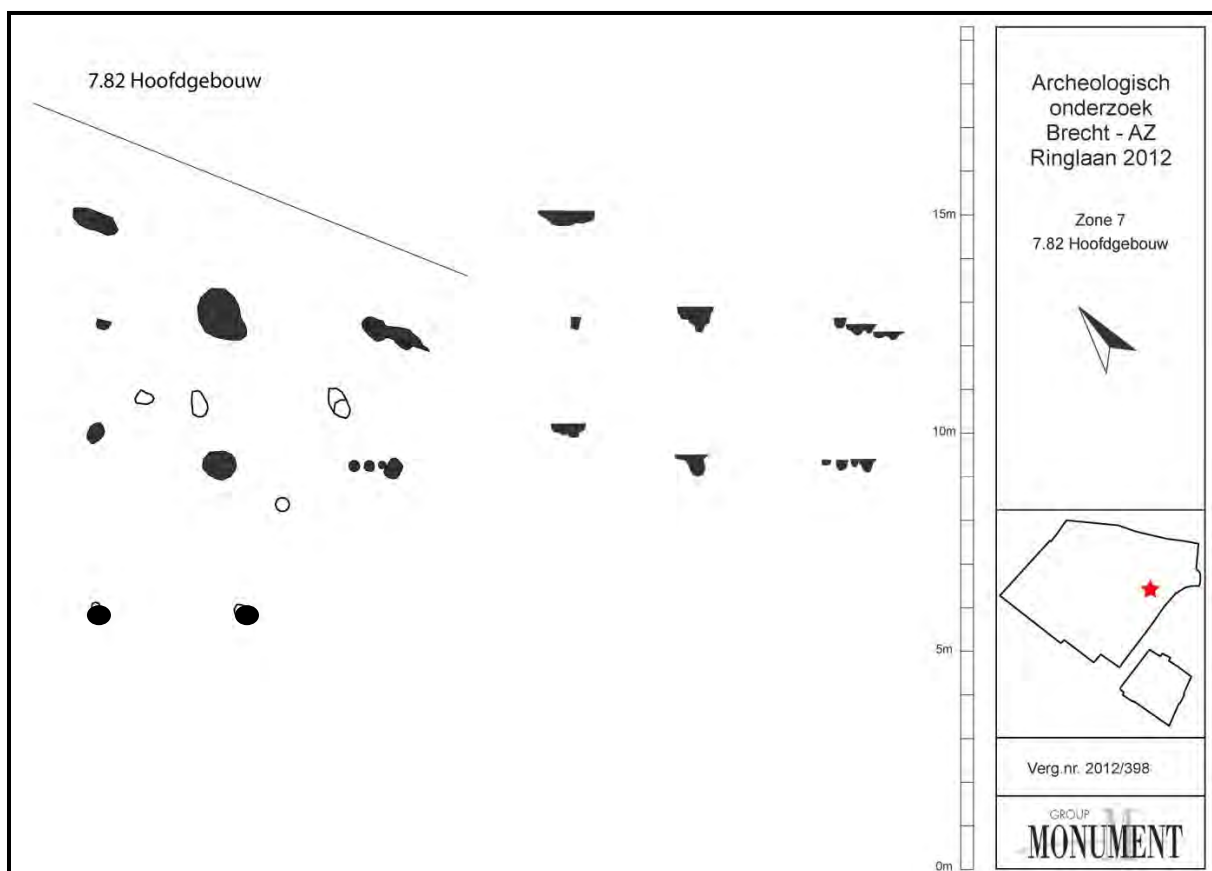 7.82 Hoofdgebouw
15m
10m
5m
0m
Archeologisch
onderzoek
Brecht - AZ
Ringlaan 2012
Zone 7
7.82 Hoofdgebouw
Verg.nr. 2012/398
GROUP
M
MONUMENT